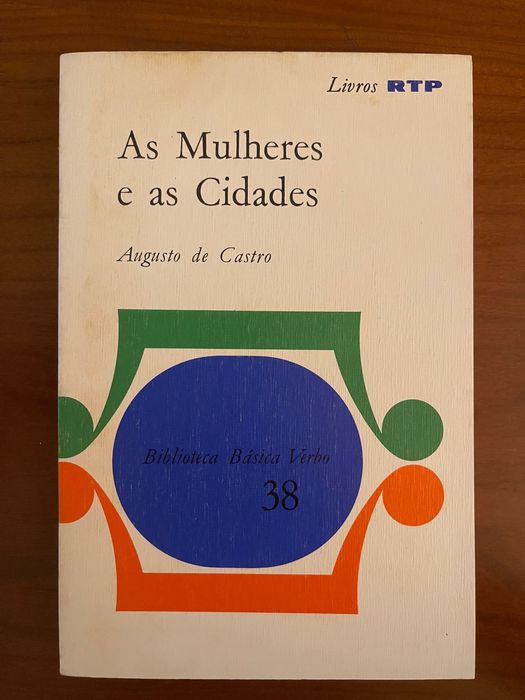 Livros RTP
As Mulheres
e as Cidades
Augusto de Castro
Biblioteca Básica Verbo
38